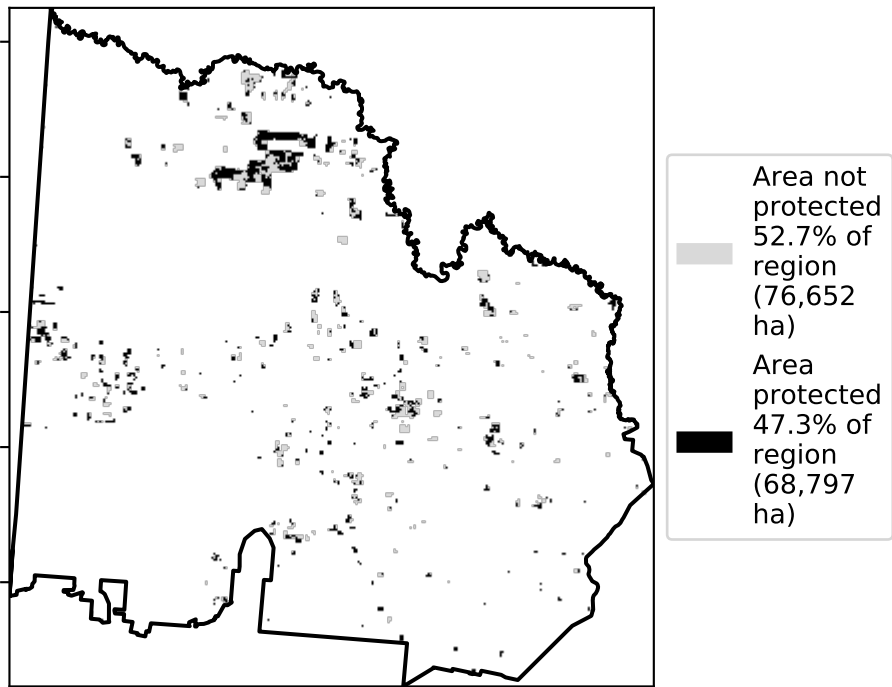 Area not
protected
52.7% of
region
(76,652
ha)
Area
protected
47.3% of
region
(68,797
ha)